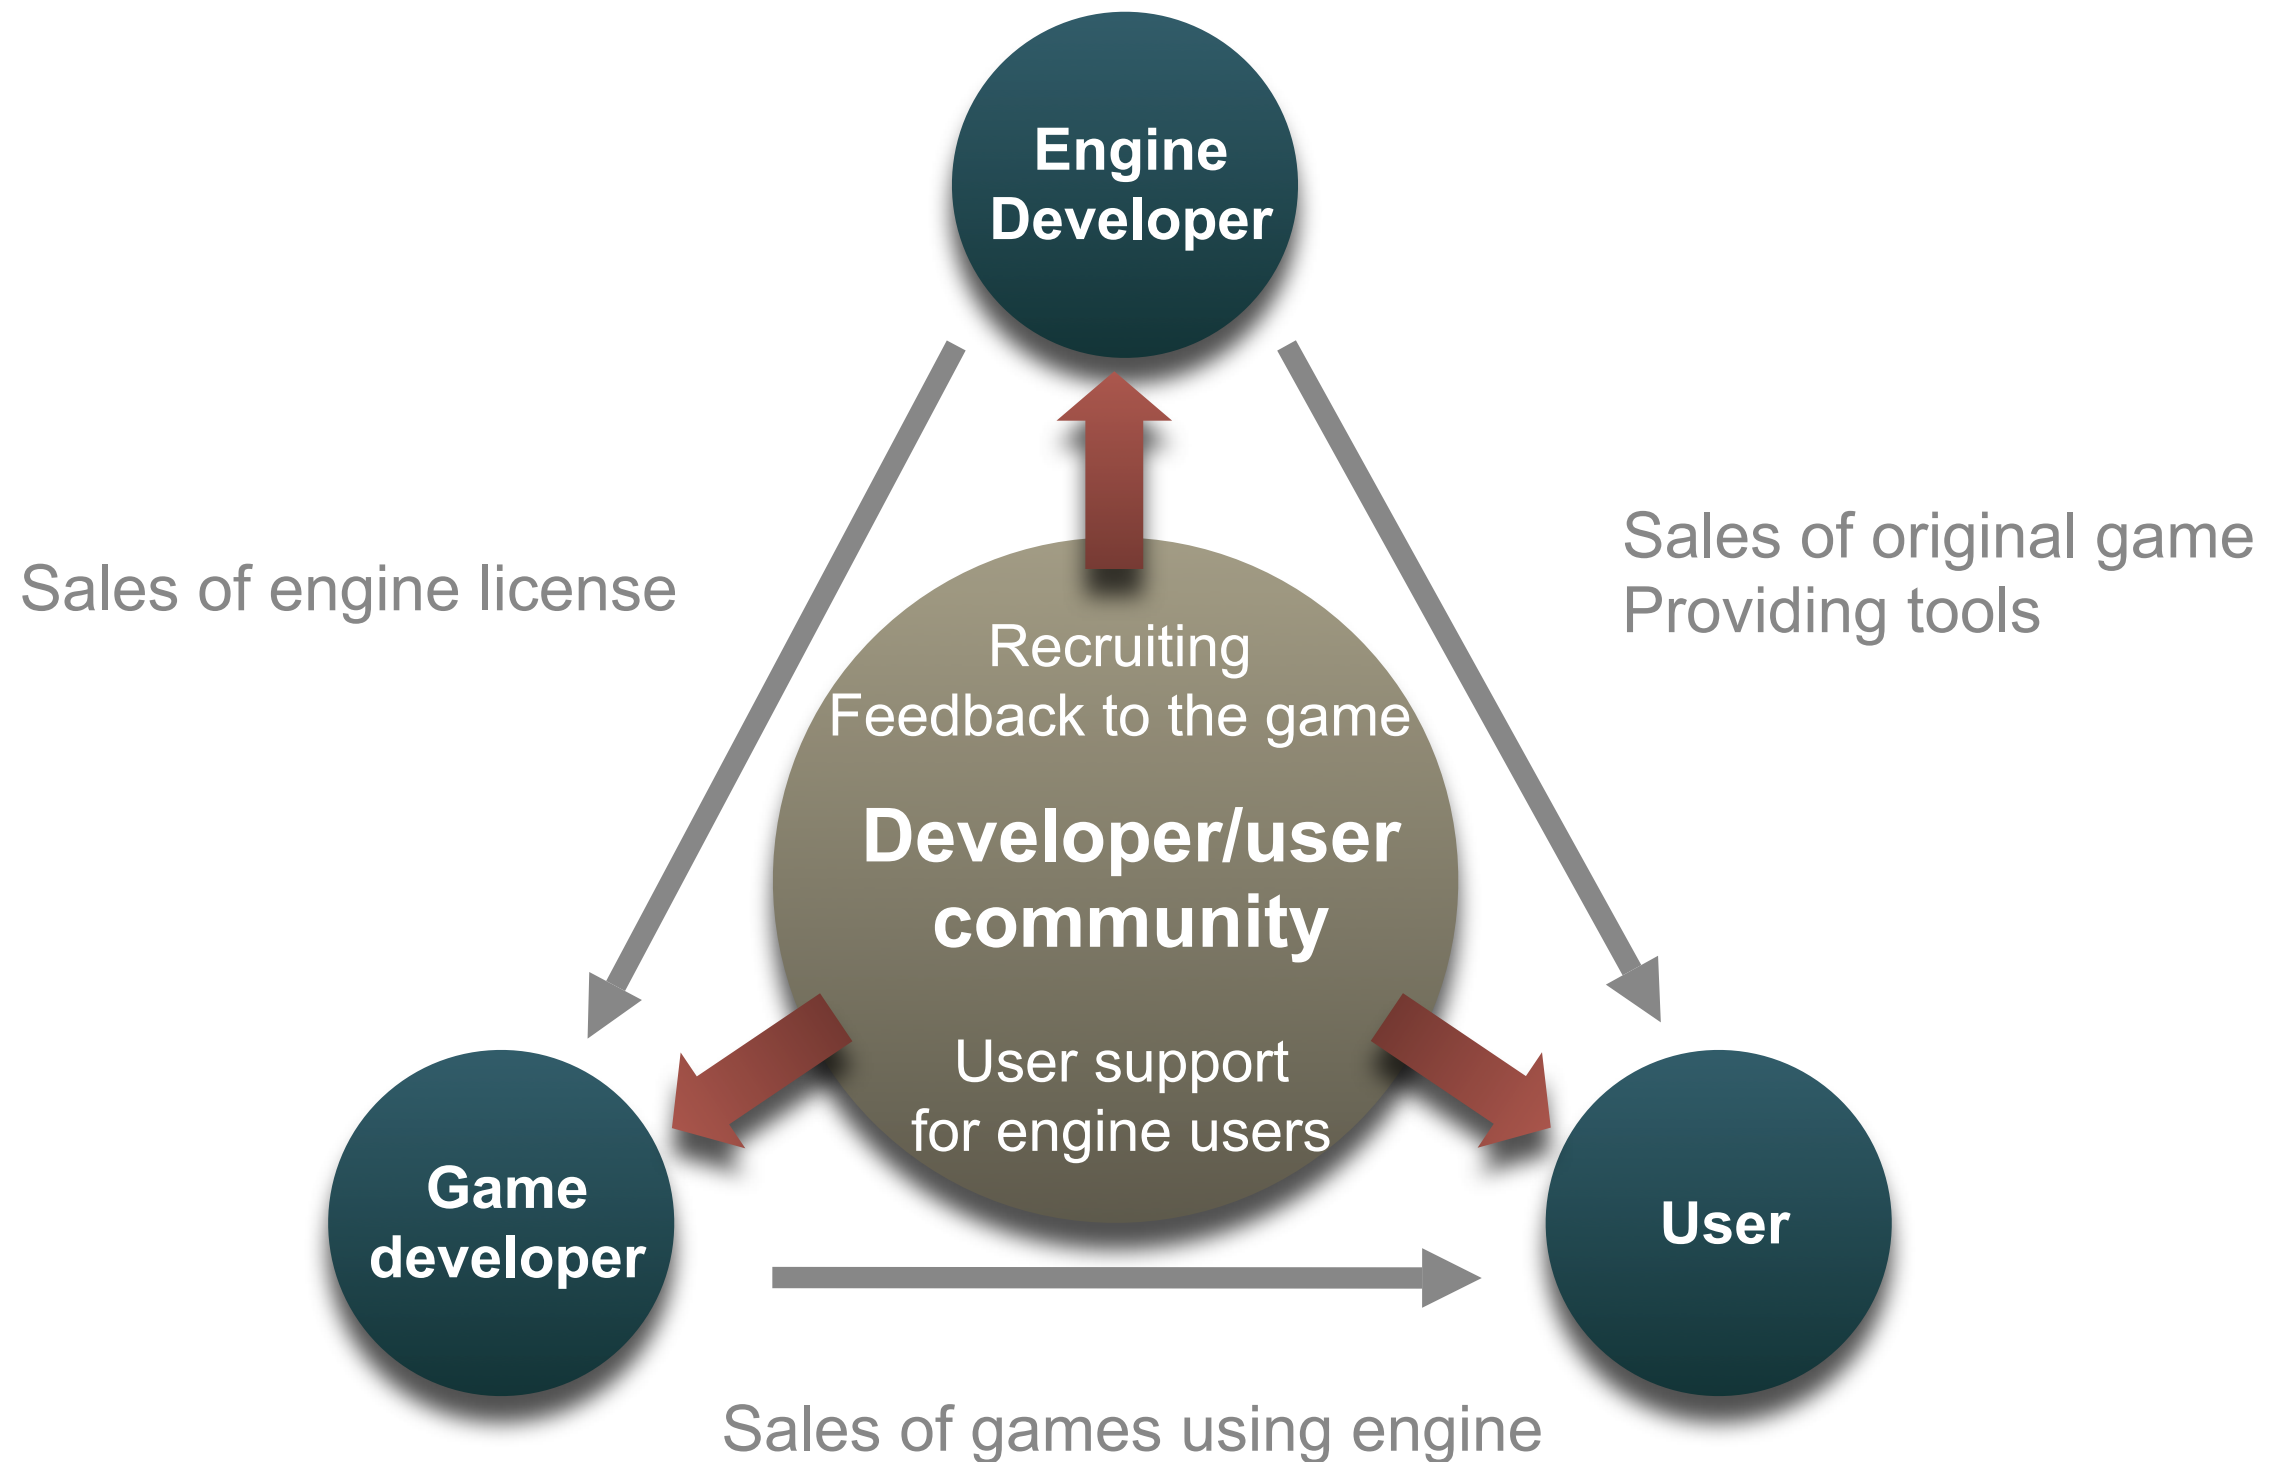 Engine
Developer
Sales of engine license
Sales of original game
Providing tools
Recruiting
Feedback to the game
Developer/user
community
User support
for engine users
Game
developer
User
Sales of games using engine